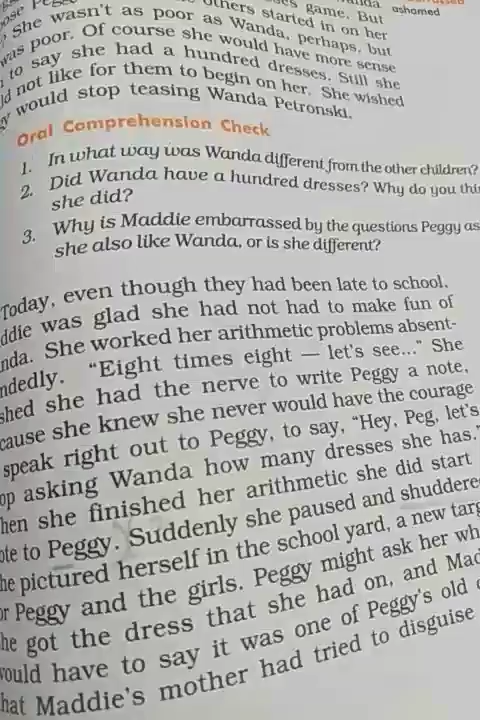 others started in on her
ashamed
she wasn't as poor as Wanda, perhaps, but
was poor. Of course she would have more sense
to say she had a hundred dresses. Still she
not like for them to begin on her. She wished
would stop teasing Wanda Petronski.
Oral Comprehension Check
1. In what way was Wanda different from the other children?
2. Did Wanda have a hundred dresses? Why do you thi
she did?
3. Why is Maddie embarrassed by the questions Peggy as
she also like Wanda, or is she different?
Today, even though they had been late to school,
ddie was glad she had not had to make fun of
nda. She worked her arithmetic problems absent-
ndedly. "Eight times eight — let's see..." She
shed she had the nerve to write Peggy a note,
cause she knew she never would have the courage
speak right out to Peggy, to say, "Hey, Peg, let's
op asking Wanda how many dresses she has."
hen she finished her arithmetic she did start
ote to Peggy. Suddenly she paused and shuddere
he pictured herself in the school yard, a new targ
or Peggy and the girls. Peggy might ask her wh
he got the dress that she had on, and Mad
would have to say it was one of Peggy's old
hat Maddie's mother had tried to disguise